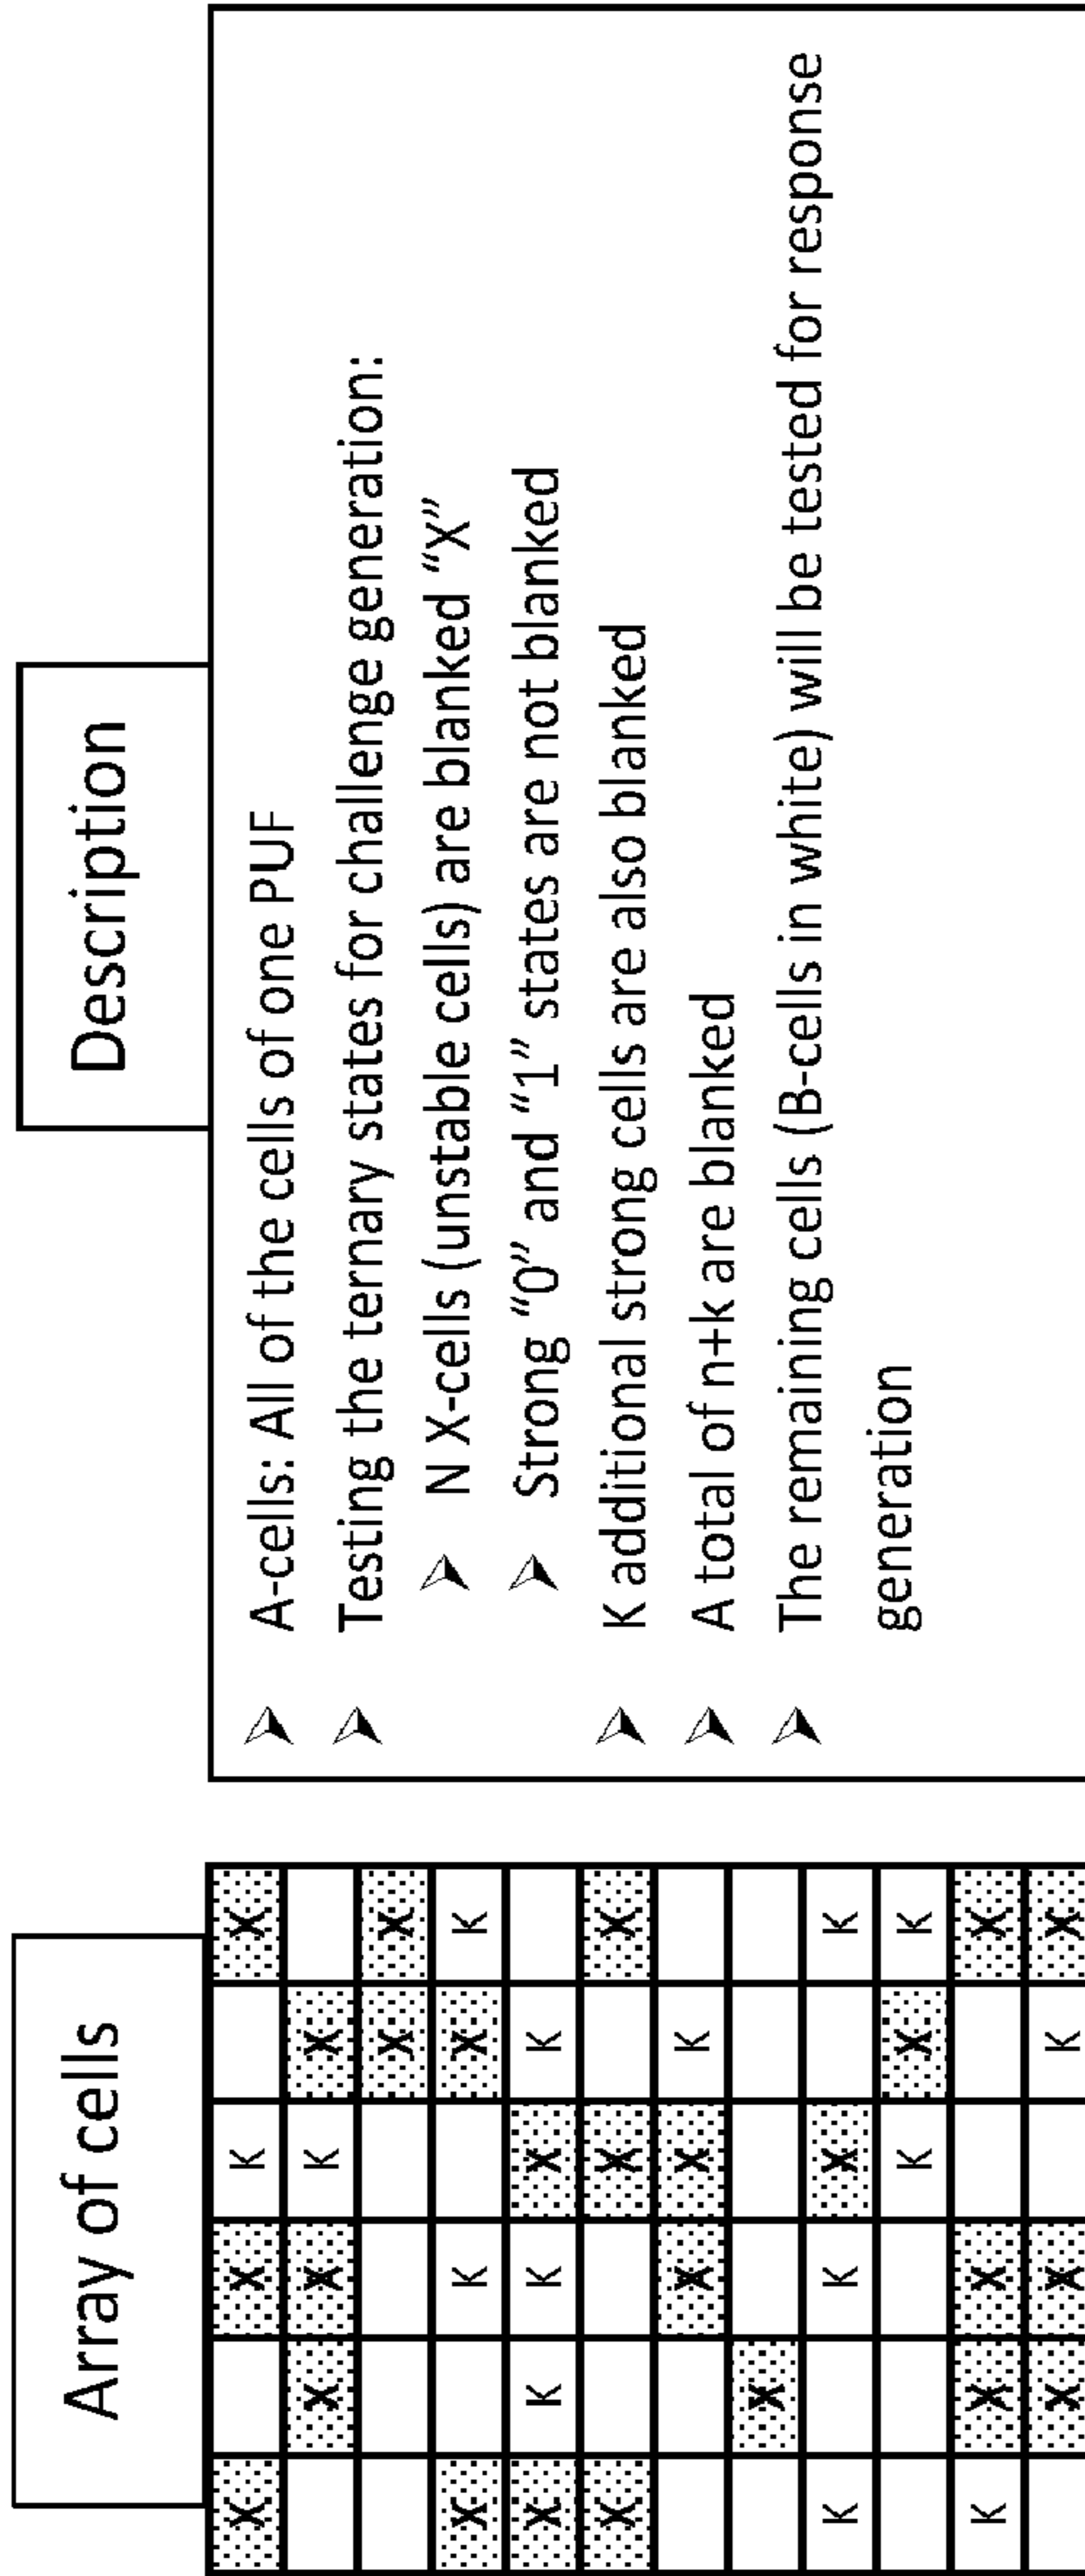 Array of cells
X X K X
X X K X
X X
X K X K
X K K X K
X X X
X X K
X
K K X K
K X K
K X X X
X X K X
Description
A-cells: All of the cells of one PUF
Testing the ternary states for challenge generation:
N X-cells (unstable cells) are blanked “X”
Strong “0” and “1” states are not blanked
K additional strong cells are also blanked
A total of n+k are blanked
The remaining cells (B-cells in white) will be tested for response
generation